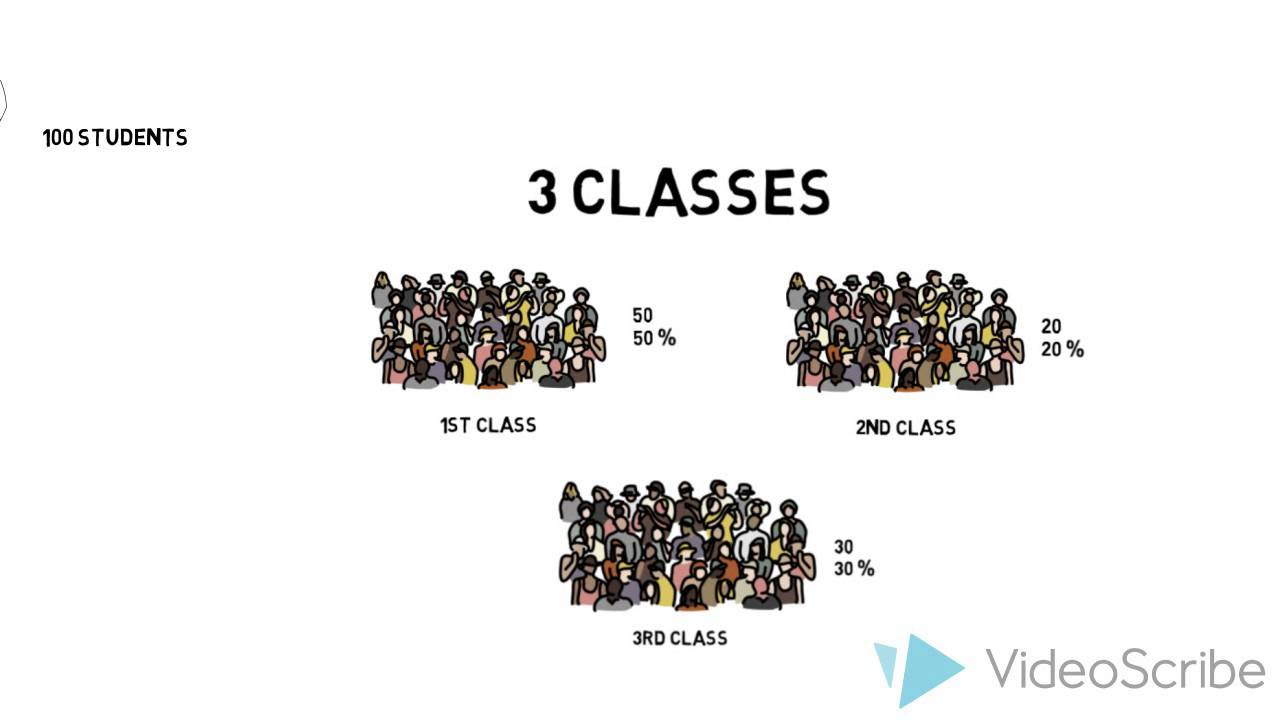 100 STUDENTS
3 CLASSES
50
50 %
1ST CLASS
20
20 %
2ND CLASS
30
30 %
3RD CLASS
VideoScribe